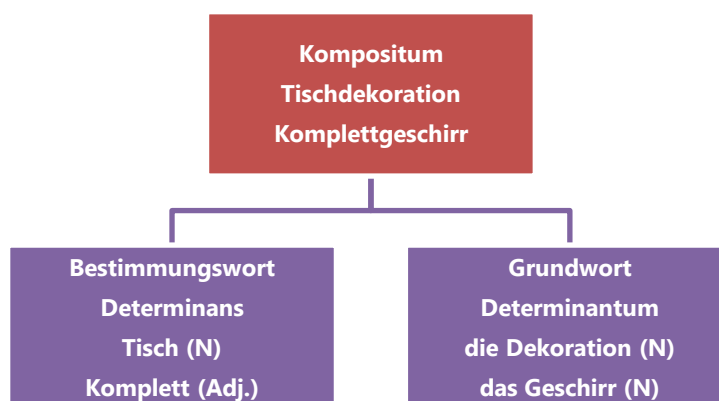 Kompositum
Tischdekoration
Komplettgeschirr
Bestimmungswort
Determinans
Tisch (N)
Komplett (Adj.)
Grundwort
Determinantum
die Dekoration (N)
das Geschirr (N)